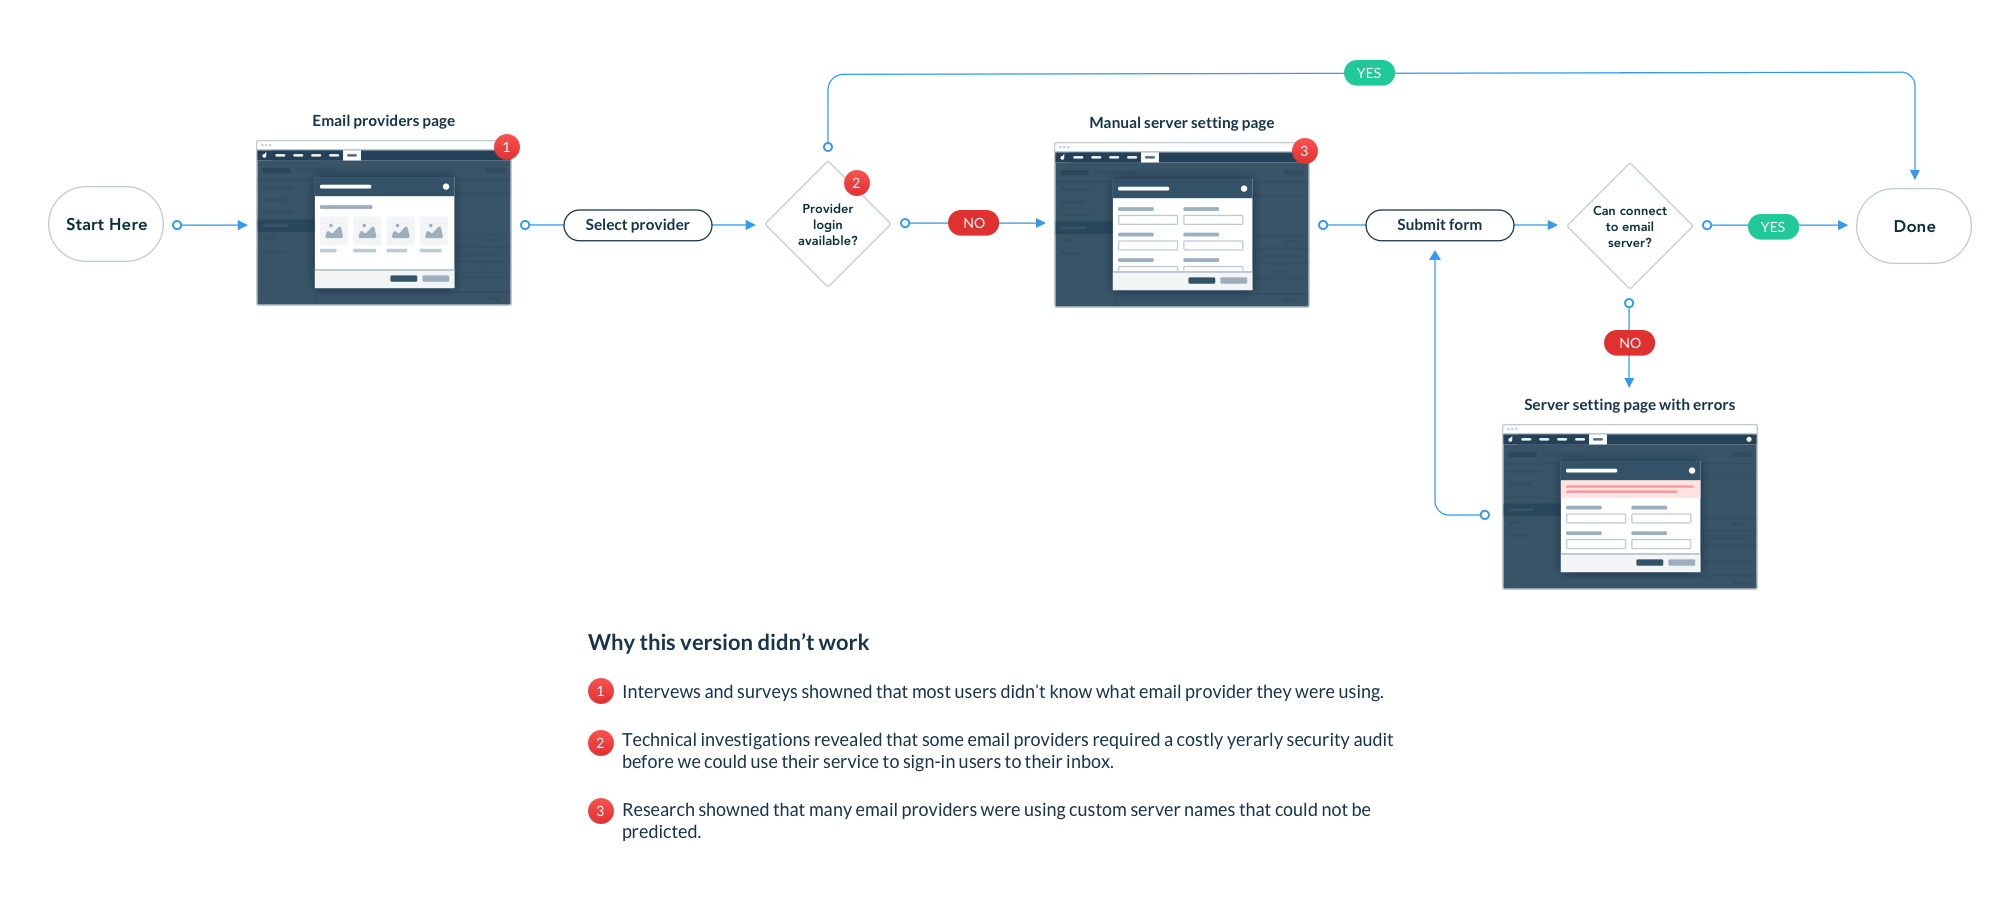 YES
Email providers page
Manual server setting page
1
3
2
Start Here
Select provider
Provider
login
available?
NO
Submit form
Can connect
to email
server?
YES
Done
NO
Server setting page with errors
Why this version didn’t work
1 Intervews and surveys showned that most users didn’t know what email provider they were using.
2 Technical investigations revealed that some email providers required a costly yerarly security audit
before we could use their service to sign-in users to their inbox.
3 Research showned that many email providers were using custom server names that could not be
predicted.